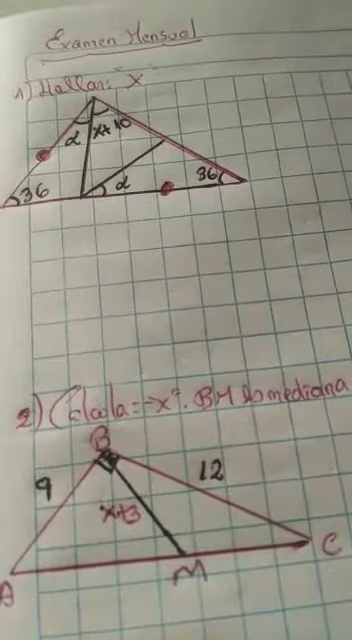 Examen Mensual
1) Hallar: X
α x+10
36 α 36
2) Calcula = "x". BM es mediana
B
9 12
x+3
A M C